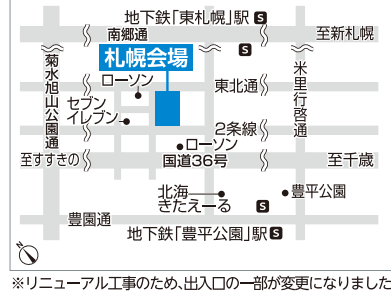 地下鉄「東札幌」駅 S
南郷通
至新札幌
S
札幌会場
菊水旭山公園通
ローソン
東北通
米里行啓通
セブン
イレブン
2条線
ローソン
至すすきの
国道36号
至千歳
北海
きたえーる
豊平公園
S
豊園通
地下鉄「豊平公園」駅 S
N
※リニューアル工事のため、出入口の一部が変更になりました